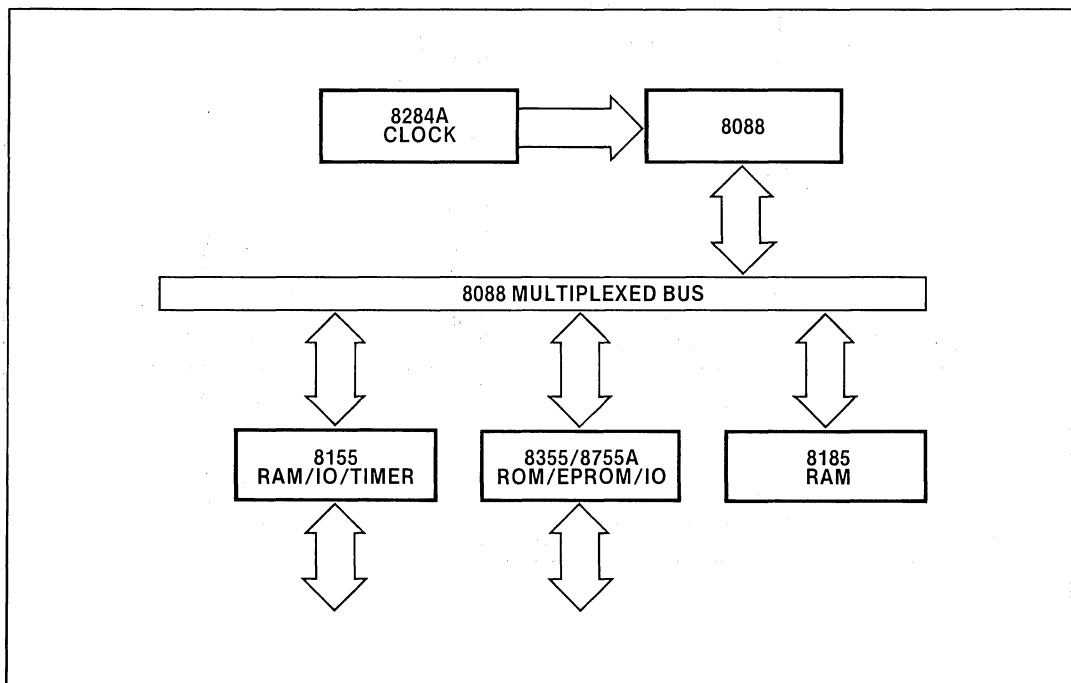 8284A
CLOCK
8088
8088 MULTIPLEXED BUS
8155
RAM/IO/TIMER
8355/8755A
ROM/EPROM/IO
8185
RAM